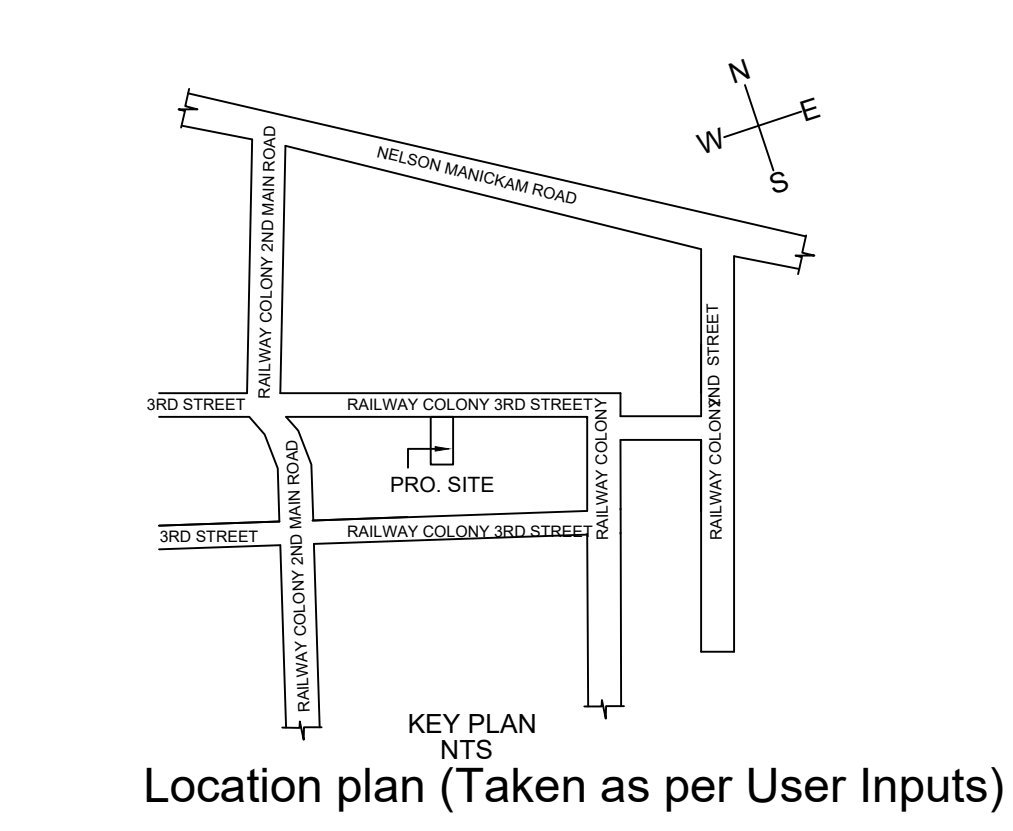 N
E
W
S
NELSON MANICKAM ROAD
RAILWAY COLONY 2ND MAIN ROAD
RAILWAY COLONY 2ND STREET
3RD STREET
RAILWAY COLONY 3RD STREET
RAILWAY COLONY
RAILWAY COLONY 2ND MAIN ROAD
PRO. SITE
3RD STREET
RAILWAY COLONY 3RD STREET
KEY PLAN
NTS
Location plan (Taken as per User Inputs)